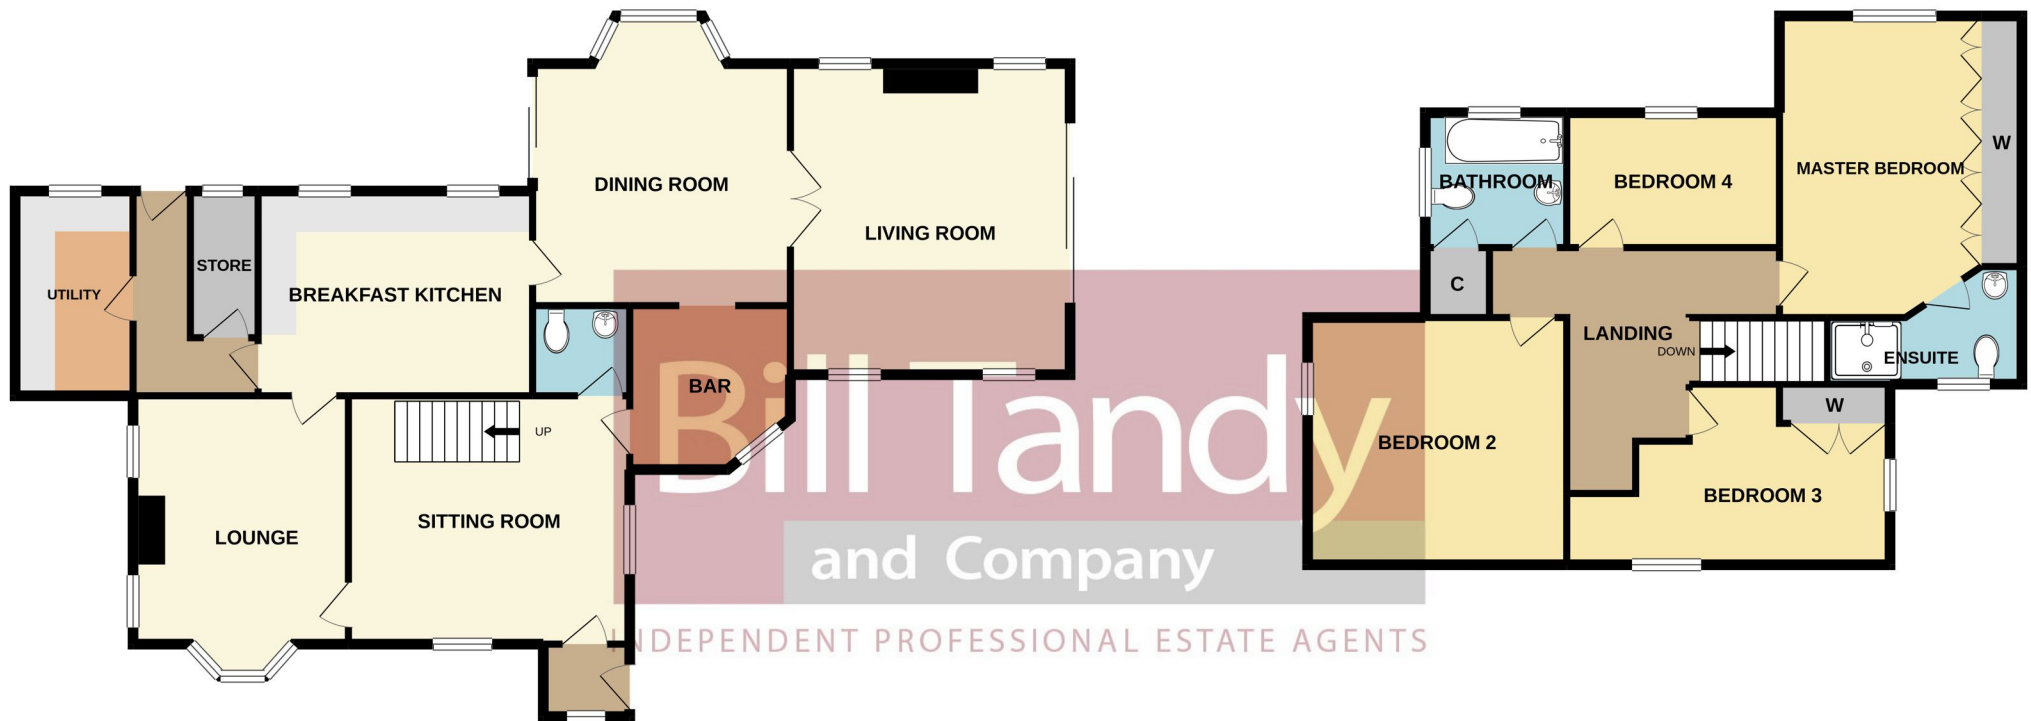 DINING ROOM
LIVING ROOM
STORE
UTILITY
BREAKFAST KITCHEN
BAR
UP
SITTING ROOM
LOUNGE
BATHROOM
BEDROOM 4
MASTER BEDROOM
W
C
LANDING
DOWN
ENSUITE
W
BEDROOM 2
BEDROOM 3
Bill Tandy
and Company
INDEPENDENT PROFESSIONAL ESTATE AGENTS